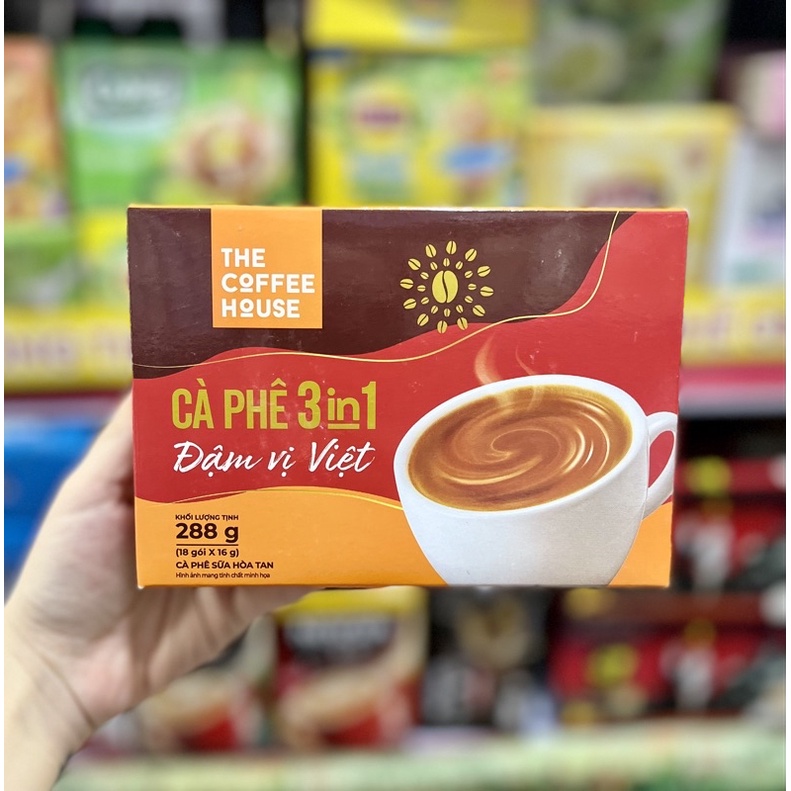 THE
COFFEE
HOUSE
CÀ PHÊ 3in1
Đậm vị Việt
KHỐI LƯỢNG TỊNH
288 g
(18 gói X 16 g)
CÀ PHÊ SỮA HÒA TAN
Hình ảnh mang tính chất minh họa